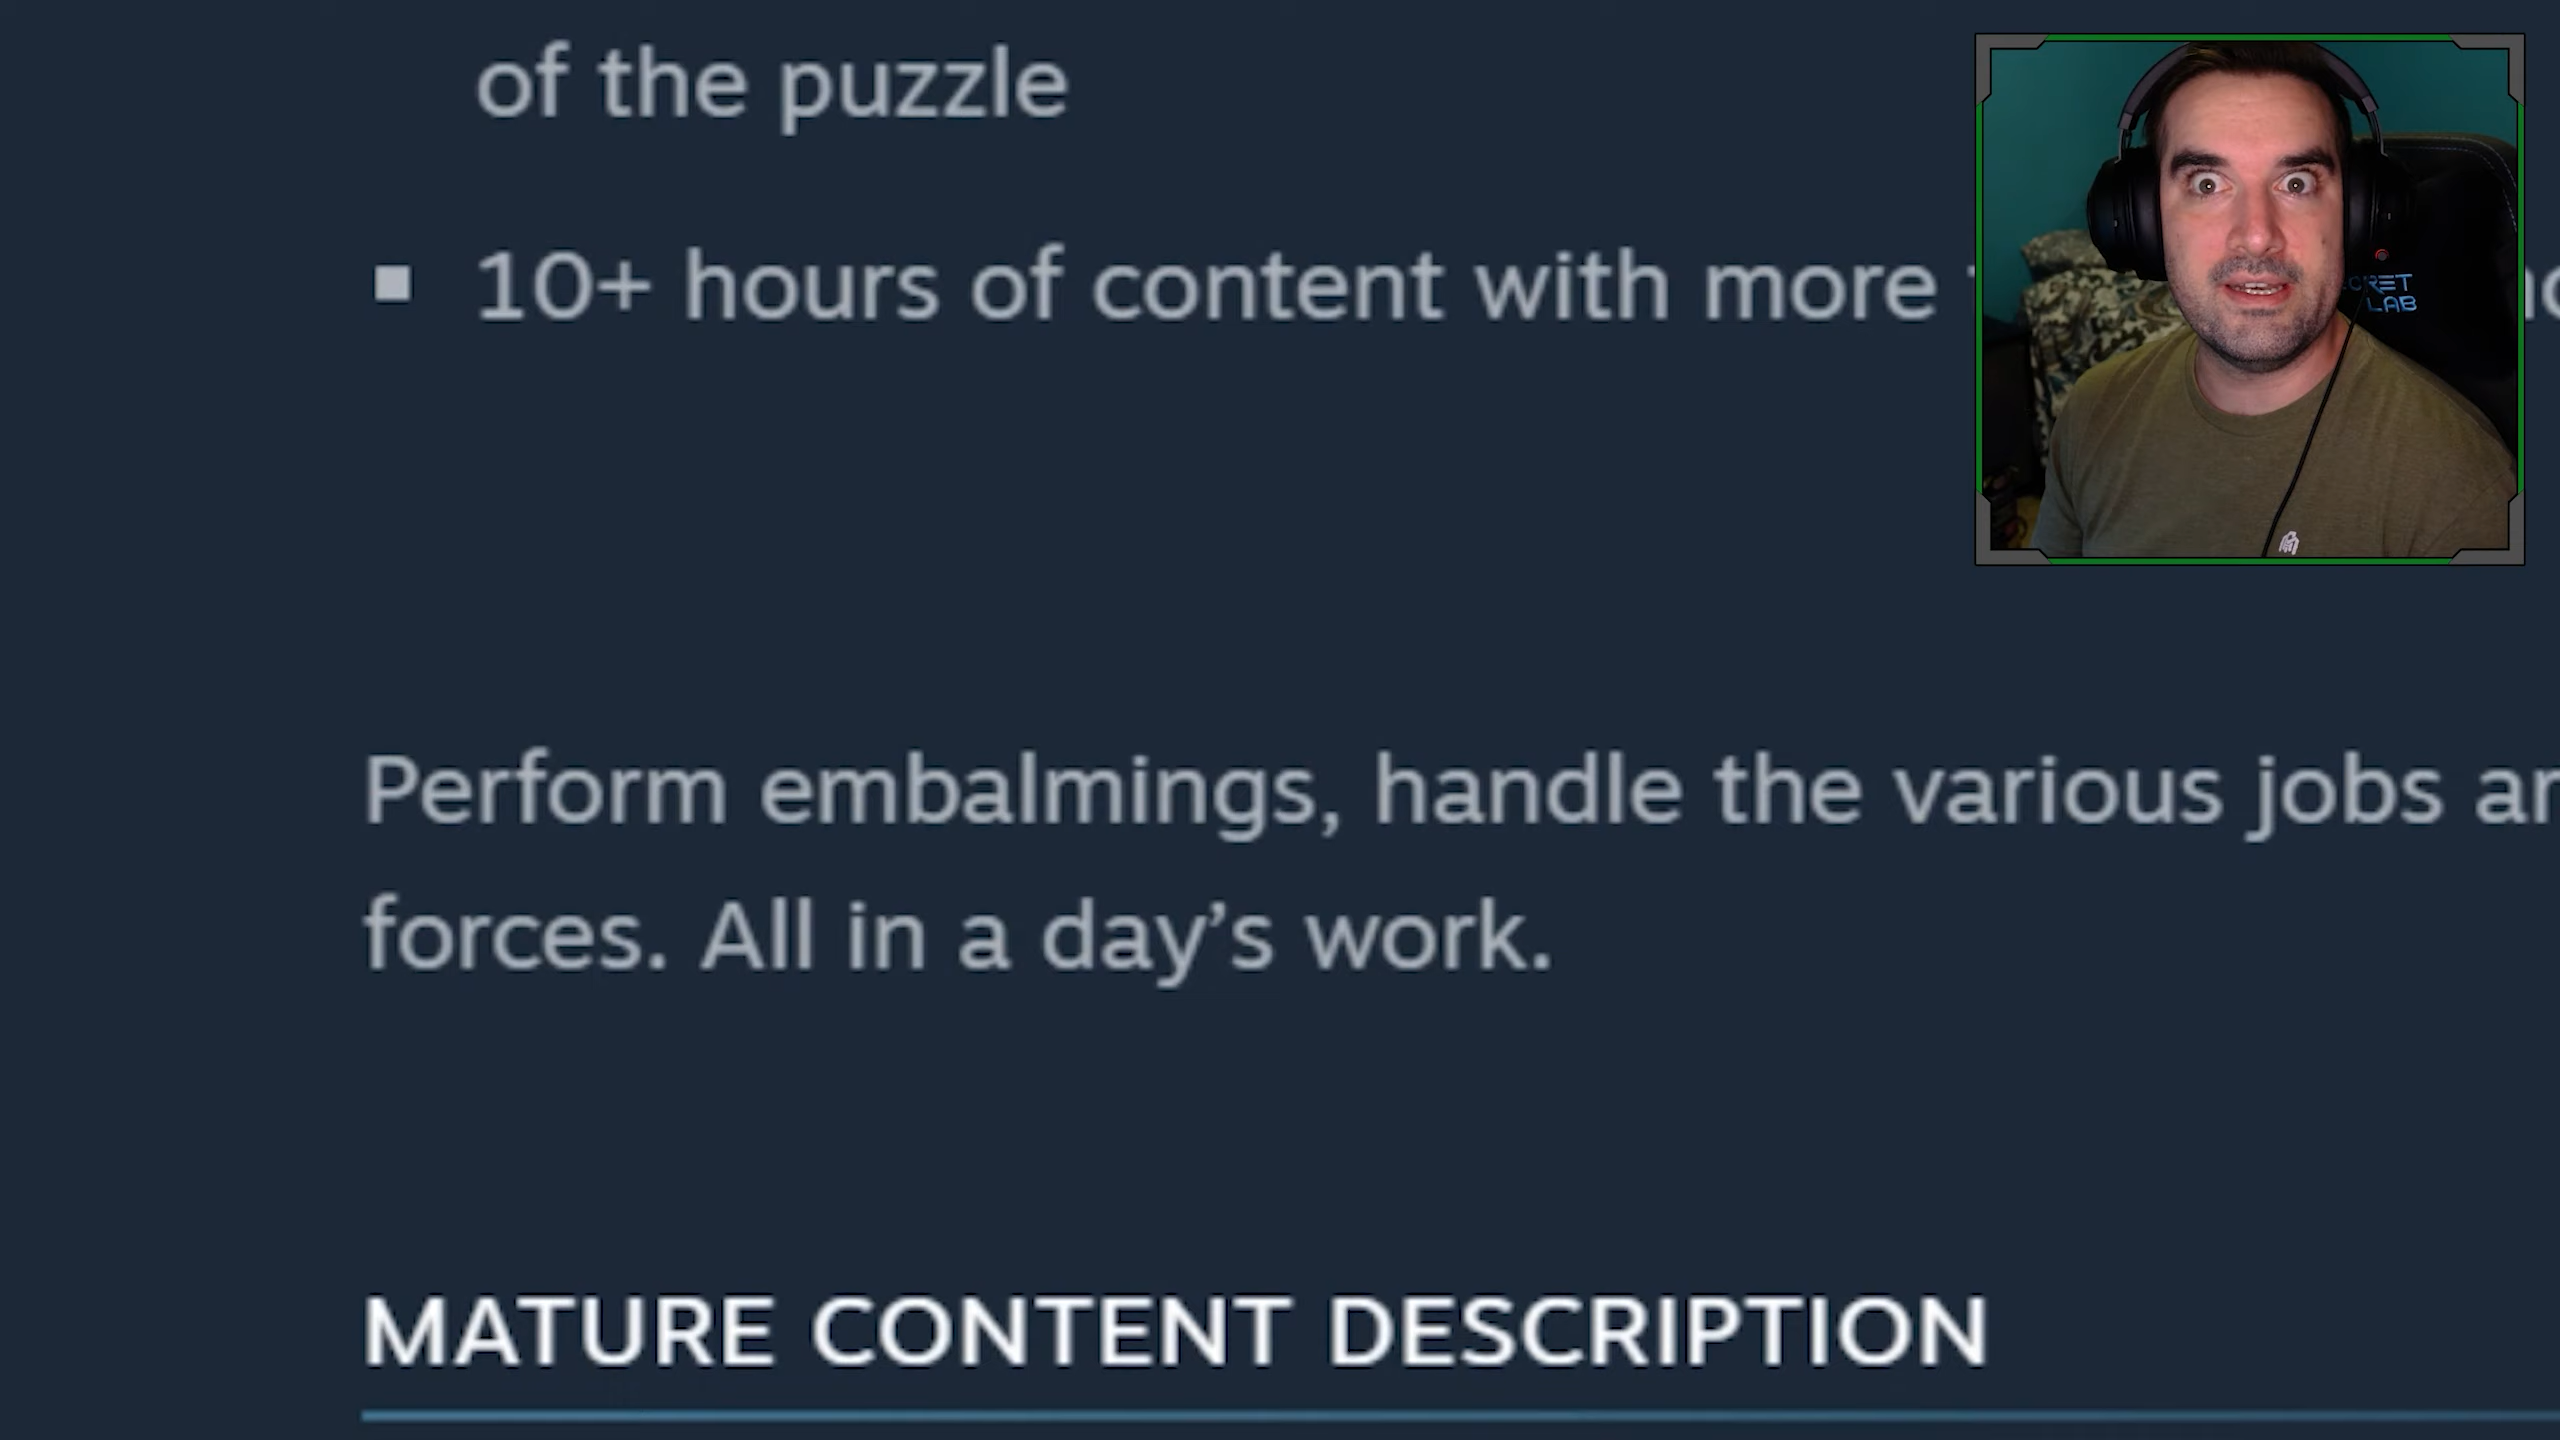 of the puzzle
▪ 10+ hours of content with more
Perform embalmings, handle the various jobs
forces. All in a day’s work.
MATURE CONTENT DESCRIPTION
LAB